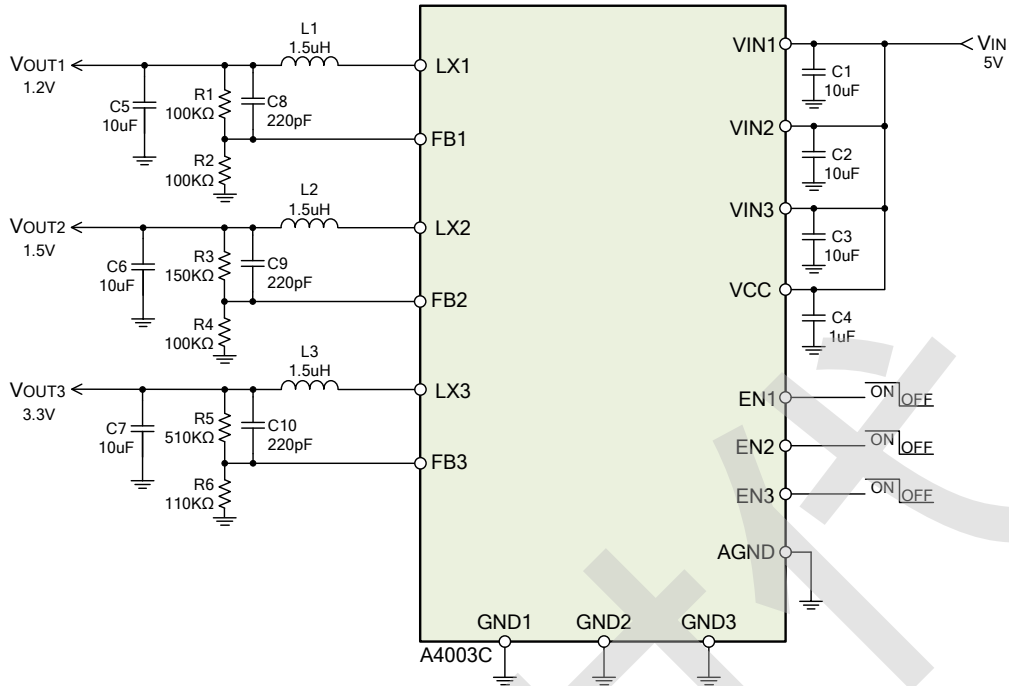 VOUT1
1.2V
L1
1.5uH
C5
10uF
R1
100KΩ
C8
220pF
R2
100KΩ
LX1
FB1
VOUT2
1.5V
L2
1.5uH
C6
10uF
R3
150KΩ
C9
220pF
R4
100KΩ
LX2
FB2
VOUT3
3.3V
L3
1.5uH
C7
10uF
R5
510KΩ
C10
220pF
R6
110KΩ
LX3
FB3
VIN1
VIN
5V
C1
10uF
VIN2
C2
10uF
VIN3
C3
10uF
VCC
C4
1uF
EN1
ON OFF
EN2
ON OFF
EN3
ON OFF
AGND
GND1 GND2 GND3
A4003C